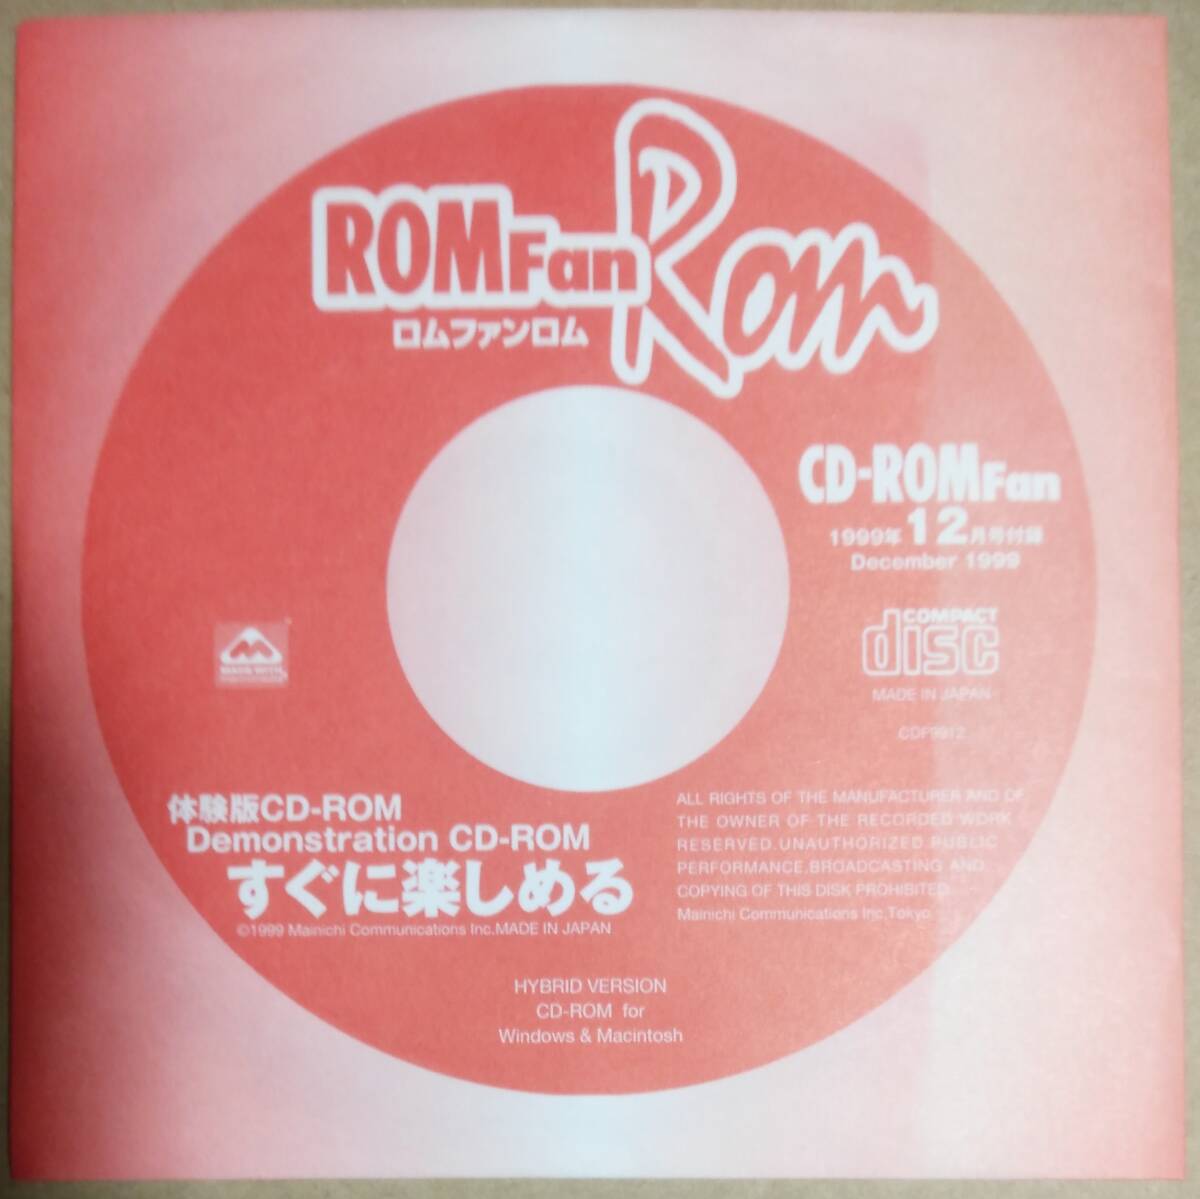 ROMFan Rom
ロムファンロム
CD-ROMFan
1999年12月号付録
December 1999
COMPACT
disc
MADE IN JAPAN
CDF9912
体験版CD-ROM
Demonstration CD-ROM
すぐに楽しめる
©1999 Mainichi Communications Inc.MADE IN JAPAN
ALL RIGHTS OF THE MANUFACTURER AND OF
THE OWNER OF THE RECORDED WORK
RESERVED.UNAUTHORIZED PUBLIC
PERFORMANCE,BROADCASTING AND
COPYING OF THIS DISK PROHIBITED.
Mainichi Communications Inc,Tokyo
HYBRID VERSION
CD-ROM for
Windows & Macintosh